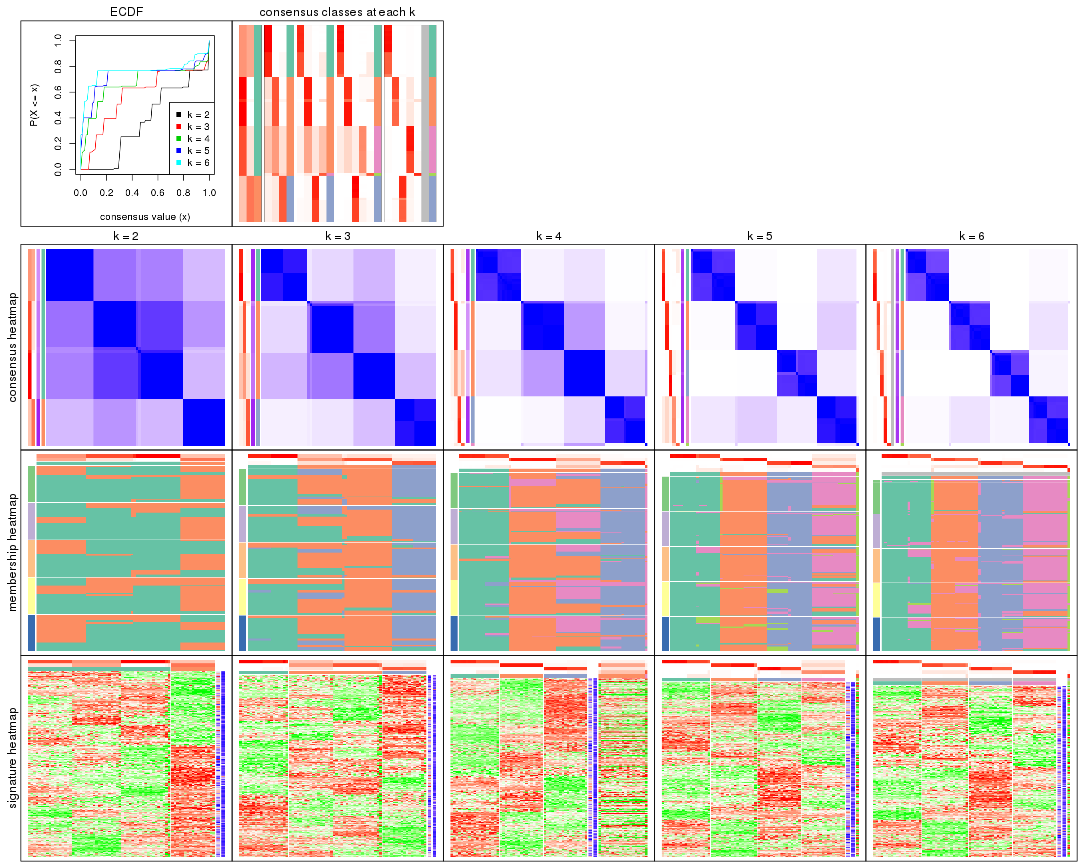 ECDF
consensus classes at each k
P(X <= x)
0.0 0.2 0.4 0.6 0.8 1.0
k = 2
k = 3
k = 4
k = 5
k = 6
0.0 0.2 0.4 0.6 0.8 1.0
consensus value (x)
k = 2
k = 3
k = 4
k = 5
k = 6
consensus heatmap
membership heatmap
signature heatmap